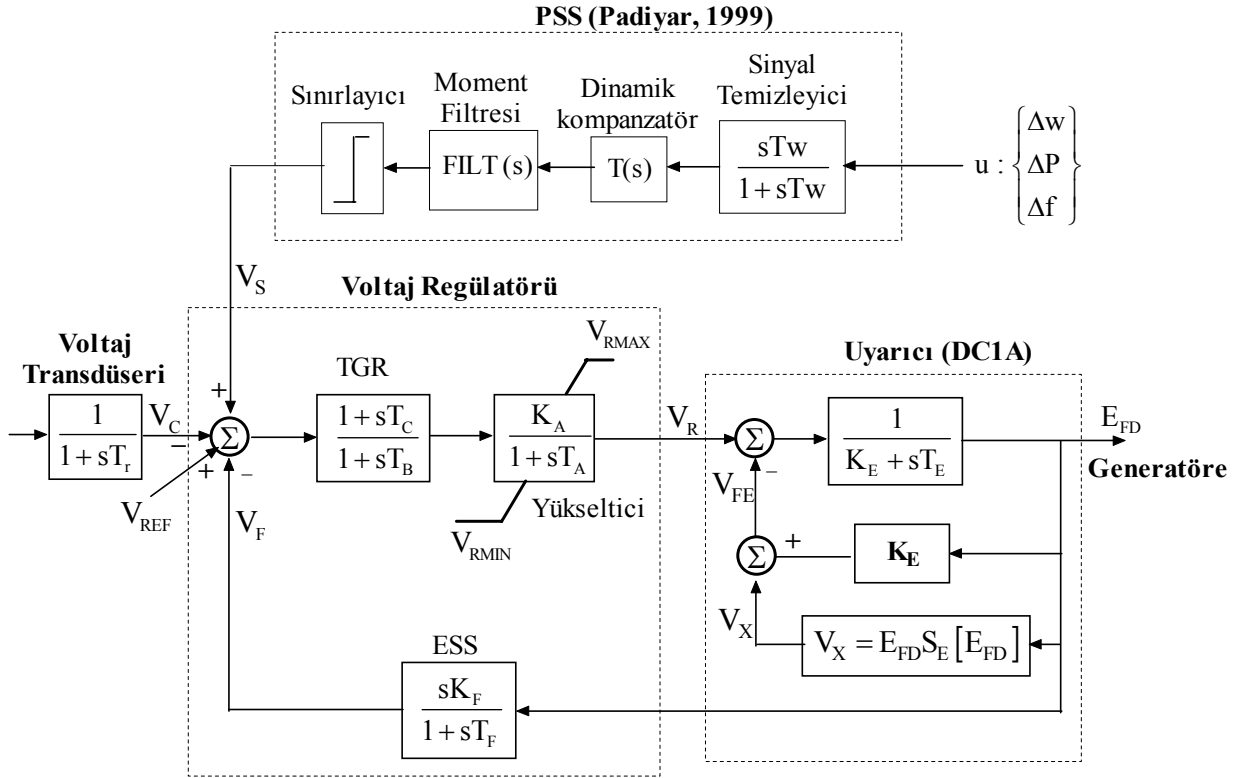 PSS (Padiyar, 1999)
Sınırlayıcı
Moment
Filtresi
Dinamik
kompanzatör
Sinyal
Temizleyici
FILT (s)
T(s)
sTw
1 + sTw
u :
Δw
ΔP
Δf
V_S
Voltaj Regülatörü
Voltaj
Transdüseri
1
1 + sT_r
V_C
+
−
Σ
+
−
V_REF
V_F
TGR
1 + sT_C
1 + sT_B
V_RMAX
K_A
1 + sT_A
V_RMIN
Yükseltici
V_R
Uyarıcı (DC1A)
Σ
−
1
K_E + sT_E
E_FD
Generatöre
V_FE
Σ
+
K_E
V_X
V_X = E_FD S_E [E_FD]
ESS
sK_F
1 + sT_F